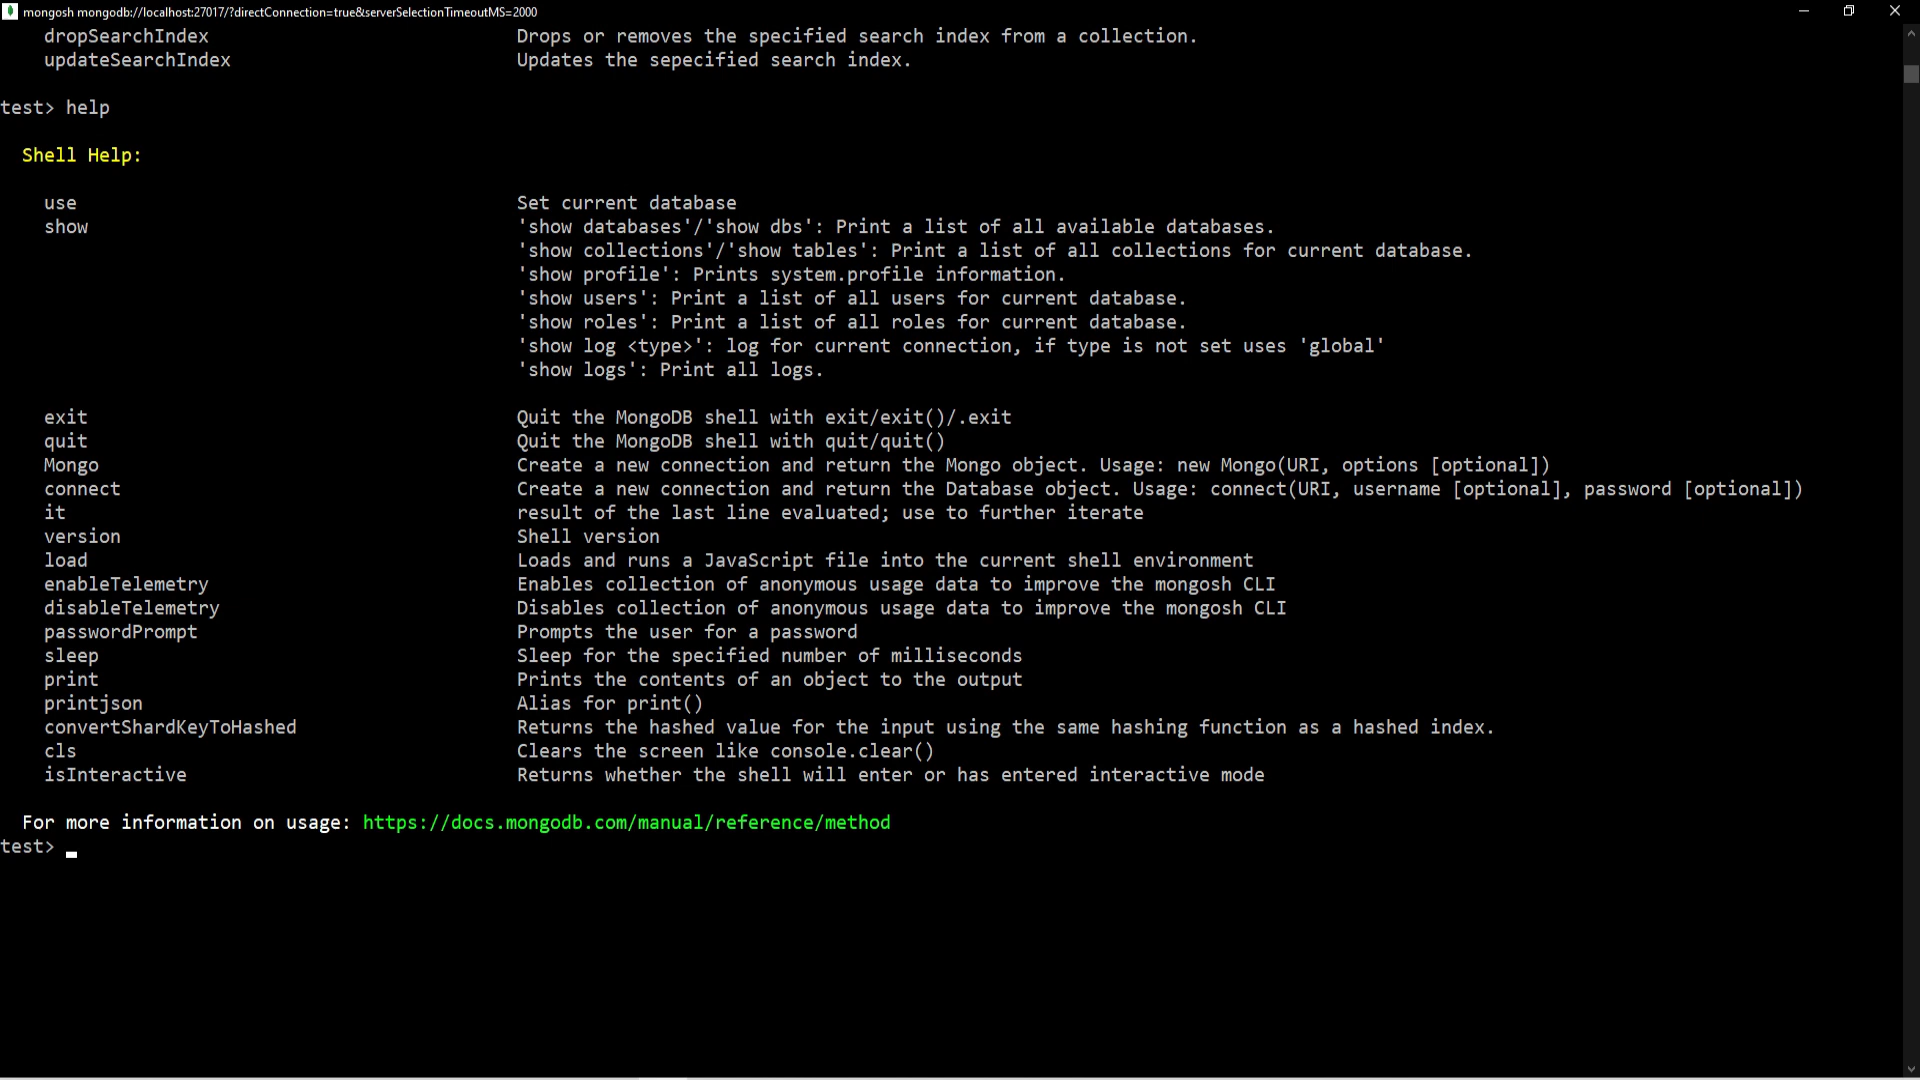 mongosh mongodb://localhost:27017/?directConnection=true&serverSelectionTimeoutMS=2000
dropSearchIndex Drops or removes the specified search index from a collection.
updateSearchIndex Updates the sepecified search index.
test> help
Shell Help:
use Set current database
show 'show databases'/'show dbs': Print a list of all available databases.
'show collections'/'show tables': Print a list of all collections for current database.
'show profile': Prints system.profile information.
'show users': Print a list of all users for current database.
'show roles': Print a list of all roles for current database.
'show log <type>': log for current connection, if type is not set uses 'global'
'show logs': Print all logs.
exit Quit the MongoDB shell with exit/exit()/.exit
quit Quit the MongoDB shell with quit/quit()
Mongo Create a new connection and return the Mongo object. Usage: new Mongo(URI, options [optional])
connect Create a new connection and return the Database object. Usage: connect(URI, username [optional], password [optional])
it result of the last line evaluated; use to further iterate
version Shell version
load Loads and runs a JavaScript file into the current shell environment
enableTelemetry Enables collection of anonymous usage data to improve the mongosh CLI
disableTelemetry Disables collection of anonymous usage data to improve the mongosh CLI
passwordPrompt Prompts the user for a password
sleep Sleep for the specified number of milliseconds
print Prints the contents of an object to the output
printjson Alias for print()
convertShardKeyToHashed Returns the hashed value for the input using the same hashing function as a hashed index.
cls Clears the screen like console.clear()
isInteractive Returns whether the shell will enter or has entered interactive mode
For more information on usage: https://docs.mongodb.com/manual/reference/method
test>